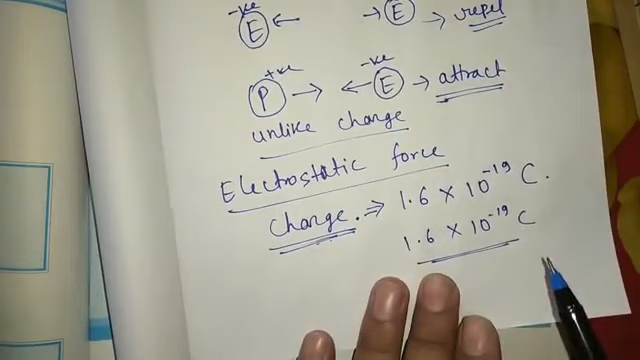 -ve
E ← → E → repel
+ve -ve
P → ← E → attract
unlike charge
Electrostatic force
Charge. ⇒ 1.6 × 10⁻¹⁹ C.
1.6 × 10⁻¹⁹ C